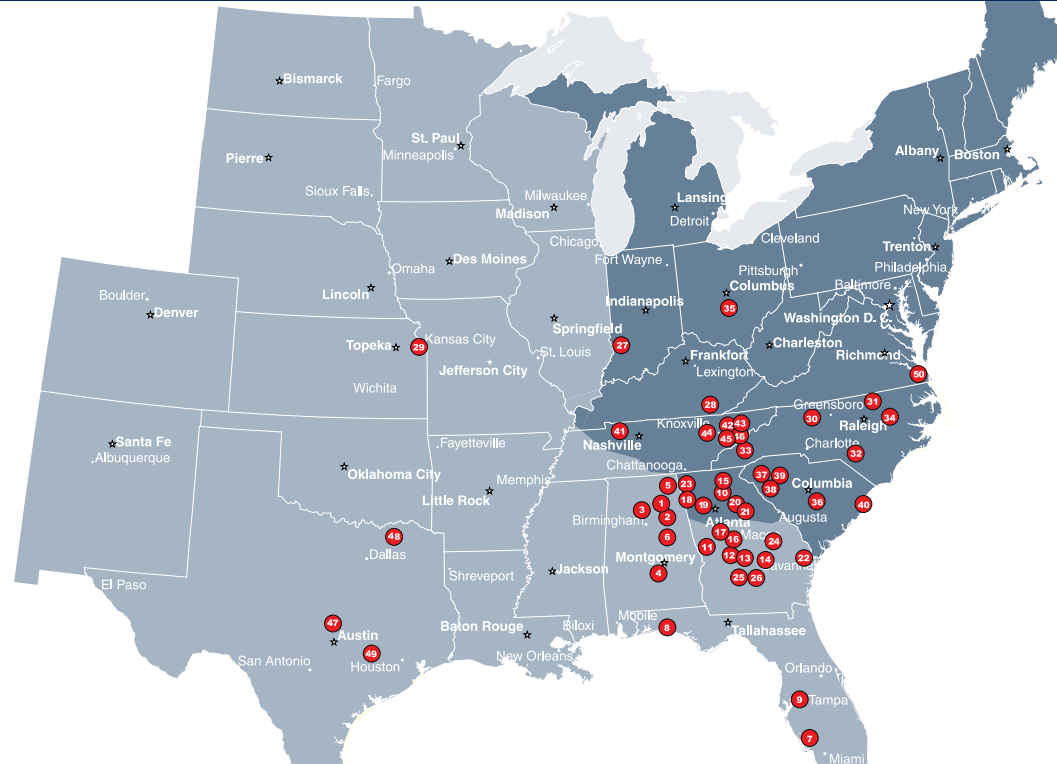 Bismarck
Fargo
St. Paul
Minneapolis
Pierre
Sioux Falls
Albany
Boston
Milwaukee
Madison
Lansing
Detroit
New York
Chicago
Cleveland
Trenton
Des Moines
Fort Wayne
Omaha
Pittsburgh
Philadelphia
Columbus
Baltimore
Lincoln
Boulder
Denver
Indianapolis
35
Washington D. C.
Springfield
Topeka
29
Kansas City
27
Charleston
St. Louis
Frankfort
Richmond
Jefferson City
Lexington
50
Wichita
28
Greensboro
31
30
34
Raleigh
Knoxville
42
43
41
44
45
46
Nashville
Santa Fe
Fayetteville
33
Charlotte
32
Albuquerque
Chattanooga
Oklahoma City
Memphis
37
39
Little Rock
5
23
15
38
Columbia
10
18
1
19
20
36
40
3
21
2
Atlanta
Augusta
Birmingham
17
48
6
16
24
Dallas
11
12
13
14
22
Montgomery
Jackson
4
25
26
Shreveport
El Paso
47
Mobile
8
Austin
Baton Rouge
Biloxi
Tallahassee
49
New Orleans
San Antonio
Houston
Orlando
9
Tampa
7
Miami